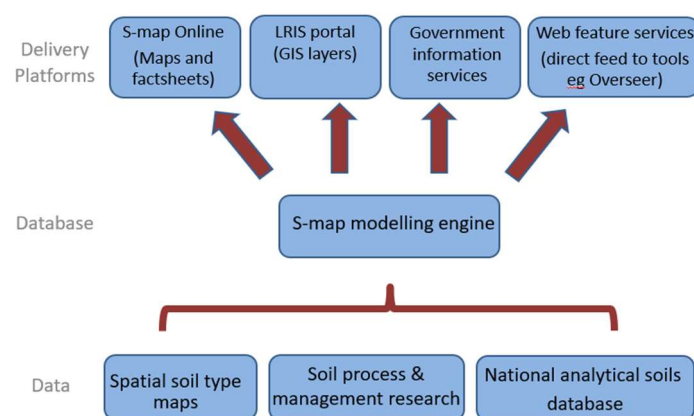 Delivery
Platforms
S-map Online
(Maps and
factsheets)
LRIS portal
(GIS layers)
Government
information
services
Web feature services
(direct feed to tools
eg Overseer)
Database
S-map modelling engine
Data
Spatial soil type
maps
Soil process &
management research
National analytical soils
database